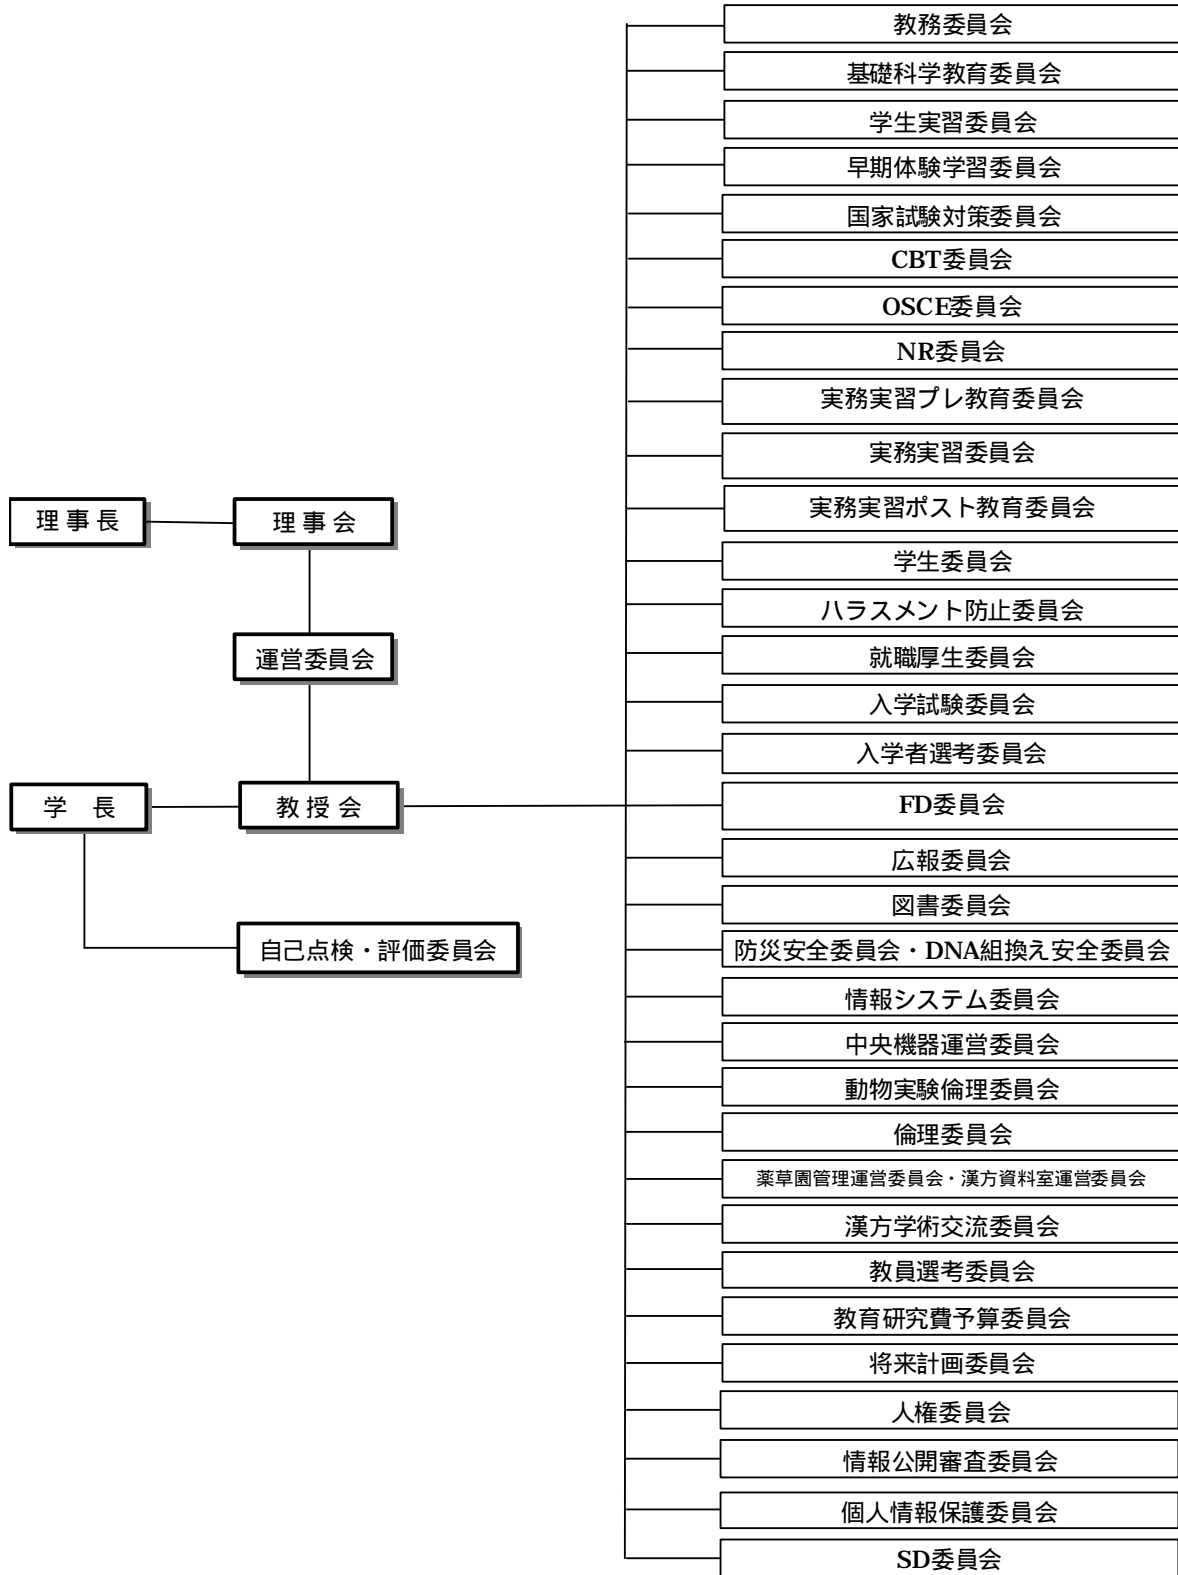 理事長
理事会
運営委員会
学 長
教授会
自己点検・評価委員会
教務委員会
基礎科学教育委員会
学生実習委員会
早期体験学習委員会
国家試験対策委員会
CBT委員会
OSCE委員会
NR委員会
実務実習プレ教育委員会
実務実習委員会
実務実習ポスト教育委員会
学生委員会
ハラスメント防止委員会
就職厚生委員会
入学試験委員会
入学者選考委員会
FD委員会
広報委員会
図書委員会
防災安全委員会・DNA組換え安全委員会
情報システム委員会
中央機器運営委員会
動物実験倫理委員会
倫理委員会
薬草園管理運営委員会・漢方資料室運営委員会
漢方学術交流委員会
教員選考委員会
教育研究費予算委員会
将来計画委員会
人権委員会
情報公開審査委員会
個人情報保護委員会
SD委員会